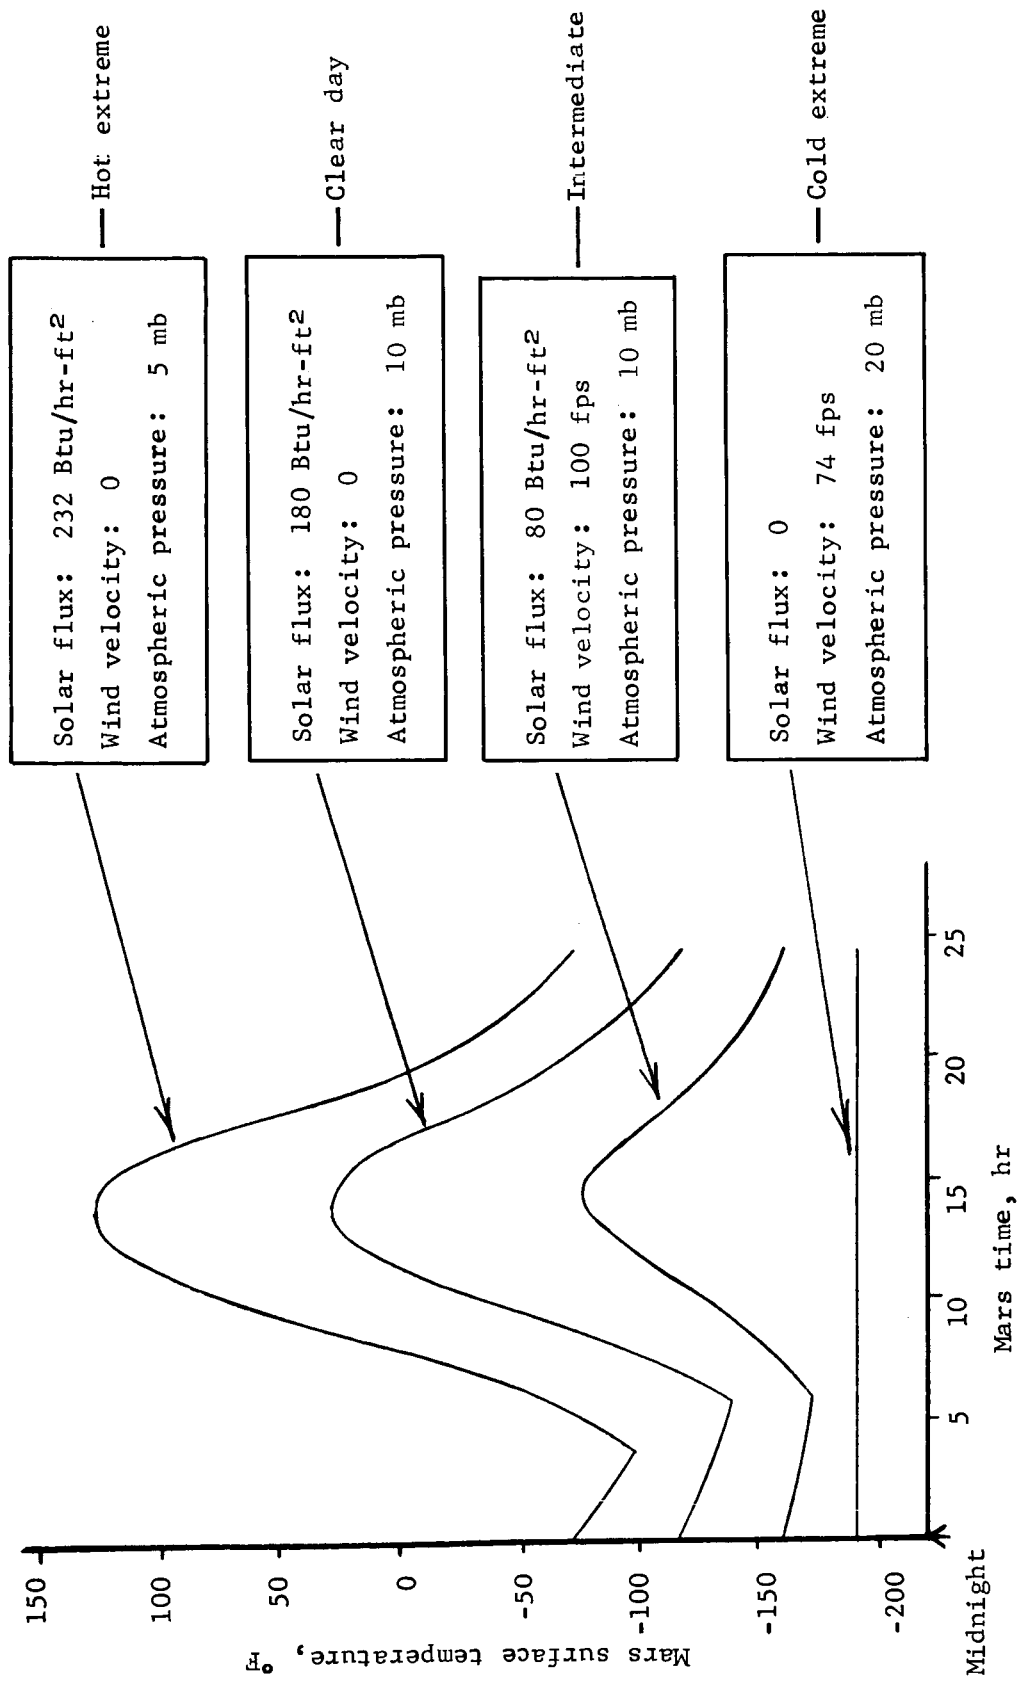 Solar flux: 232 Btu/hr-ft²
Wind velocity: 0
Atmospheric pressure: 5 mb
Hot extreme
Solar flux: 180 Btu/hr-ft²
Wind velocity: 0
Atmospheric pressure: 10 mb
Clear day
Solar flux: 80 Btu/hr-ft²
Wind velocity: 100 fps
Atmospheric pressure: 10 mb
Intermediate
Solar flux: 0
Wind velocity: 74 fps
Atmospheric pressure: 20 mb
Cold extreme
Mars surface temperature, °F
150
100
50
0
-50
-100
-150
-200
Midnight
5
10
15
20
25
Mars time, hr